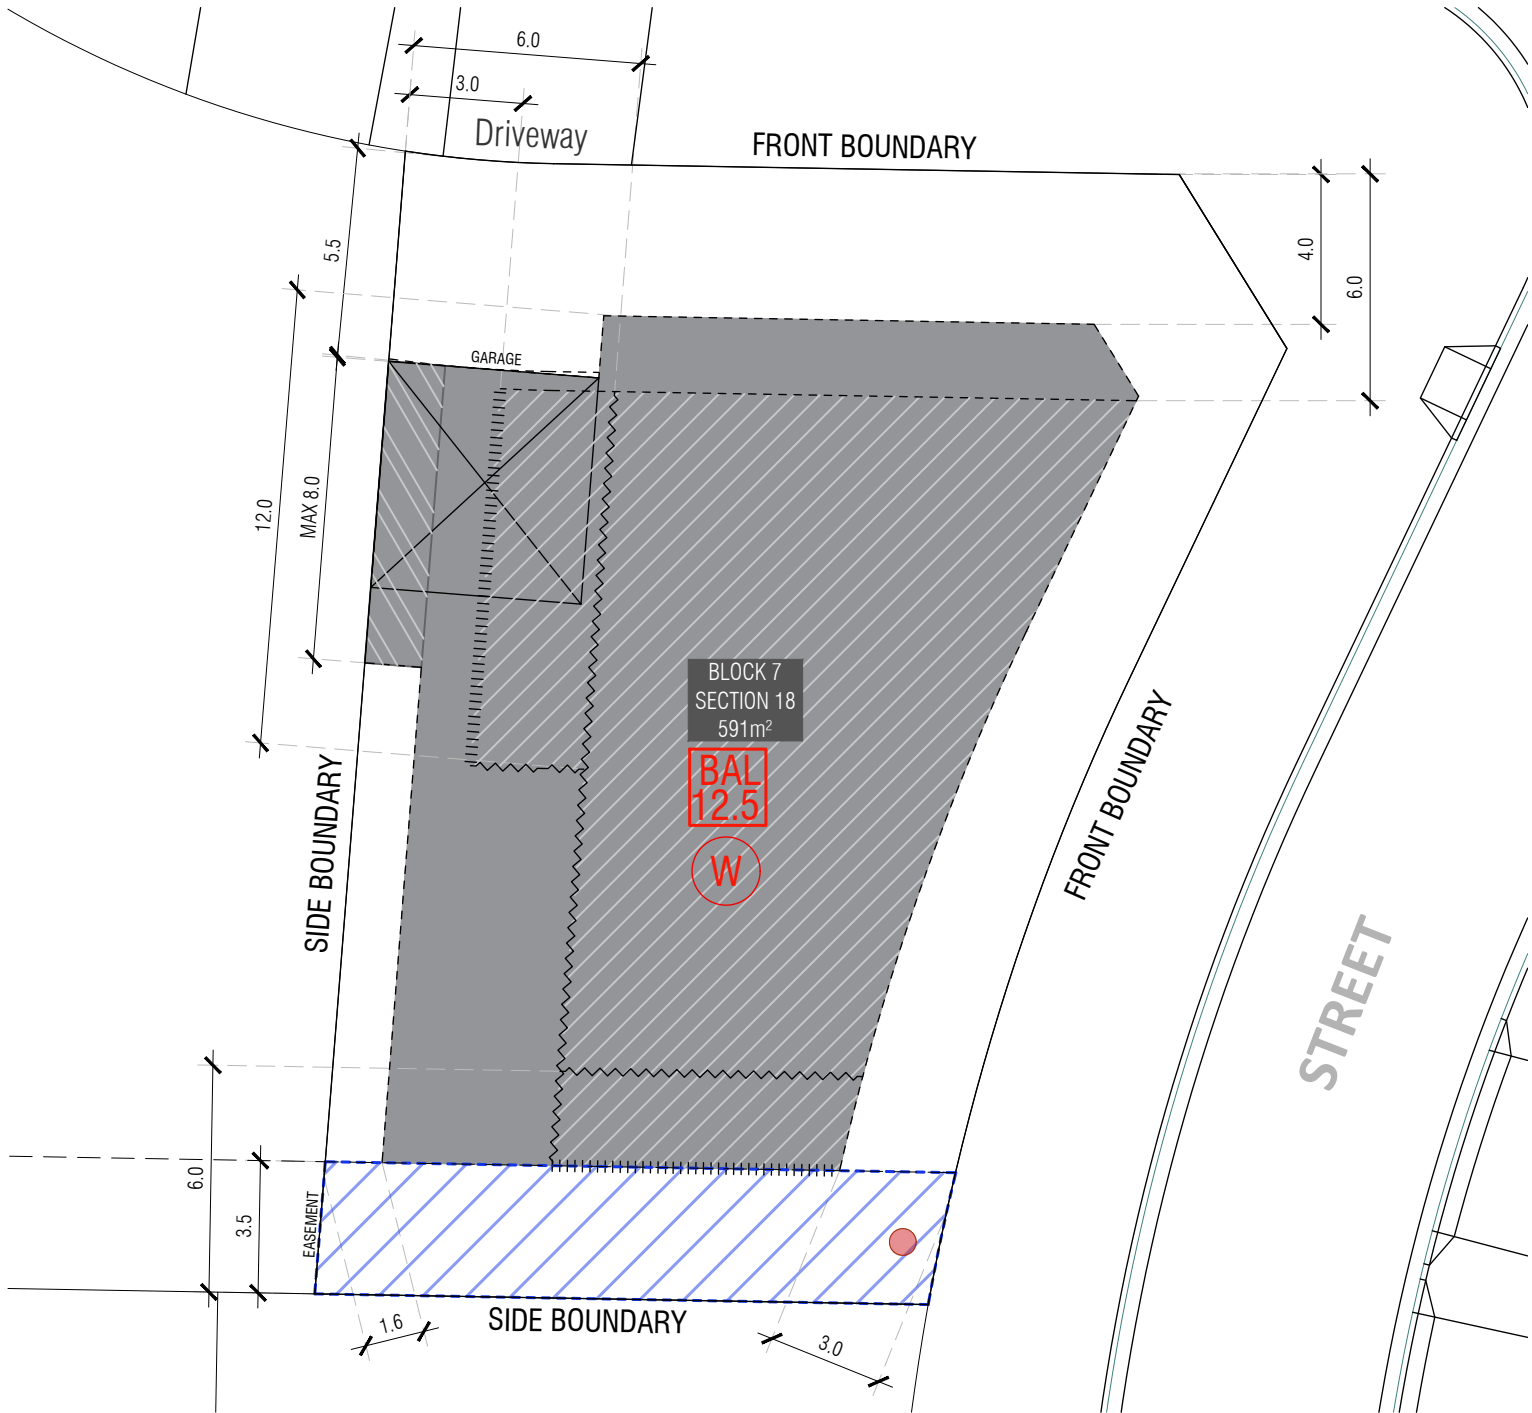 6.0
3.0
Driveway
FRONT BOUNDARY
5.5
4.0
6.0
GARAGE
12.0
MAX 8.0
BLOCK 7
SECTION 18
591m²
BAL
12.5
W
SIDE BOUNDARY
FRONT BOUNDARY
STREET
6.0
3.5
EASEMENT
1.6
SIDE BOUNDARY
3.0